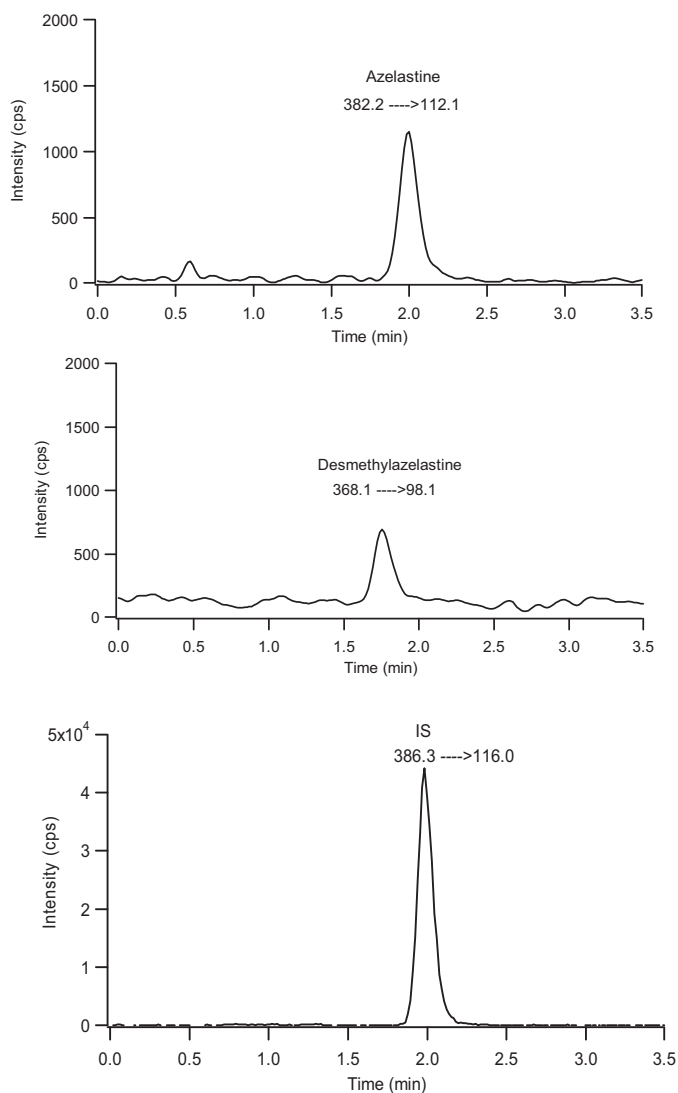 2000
Azelastine
1500
382.2 ---->112.1
Intensity (cps)
1000
500
0
0.0 0.5 1.0 1.5 2.0 2.5 3.0 3.5
Time (min)
2000
1500
Desmethylazelastine
368.1 ---->98.1
Intensity (cps)
1000
500
0
0.0 0.5 1.0 1.5 2.0 2.5 3.0 3.5
Time (min)
IS
5x10⁴
386.3 ---->116.0
4
Intensity (cps)
3
2
1
0
0.0 0.5 1.0 1.5 2.0 2.5 3.0 3.5
Time (min)